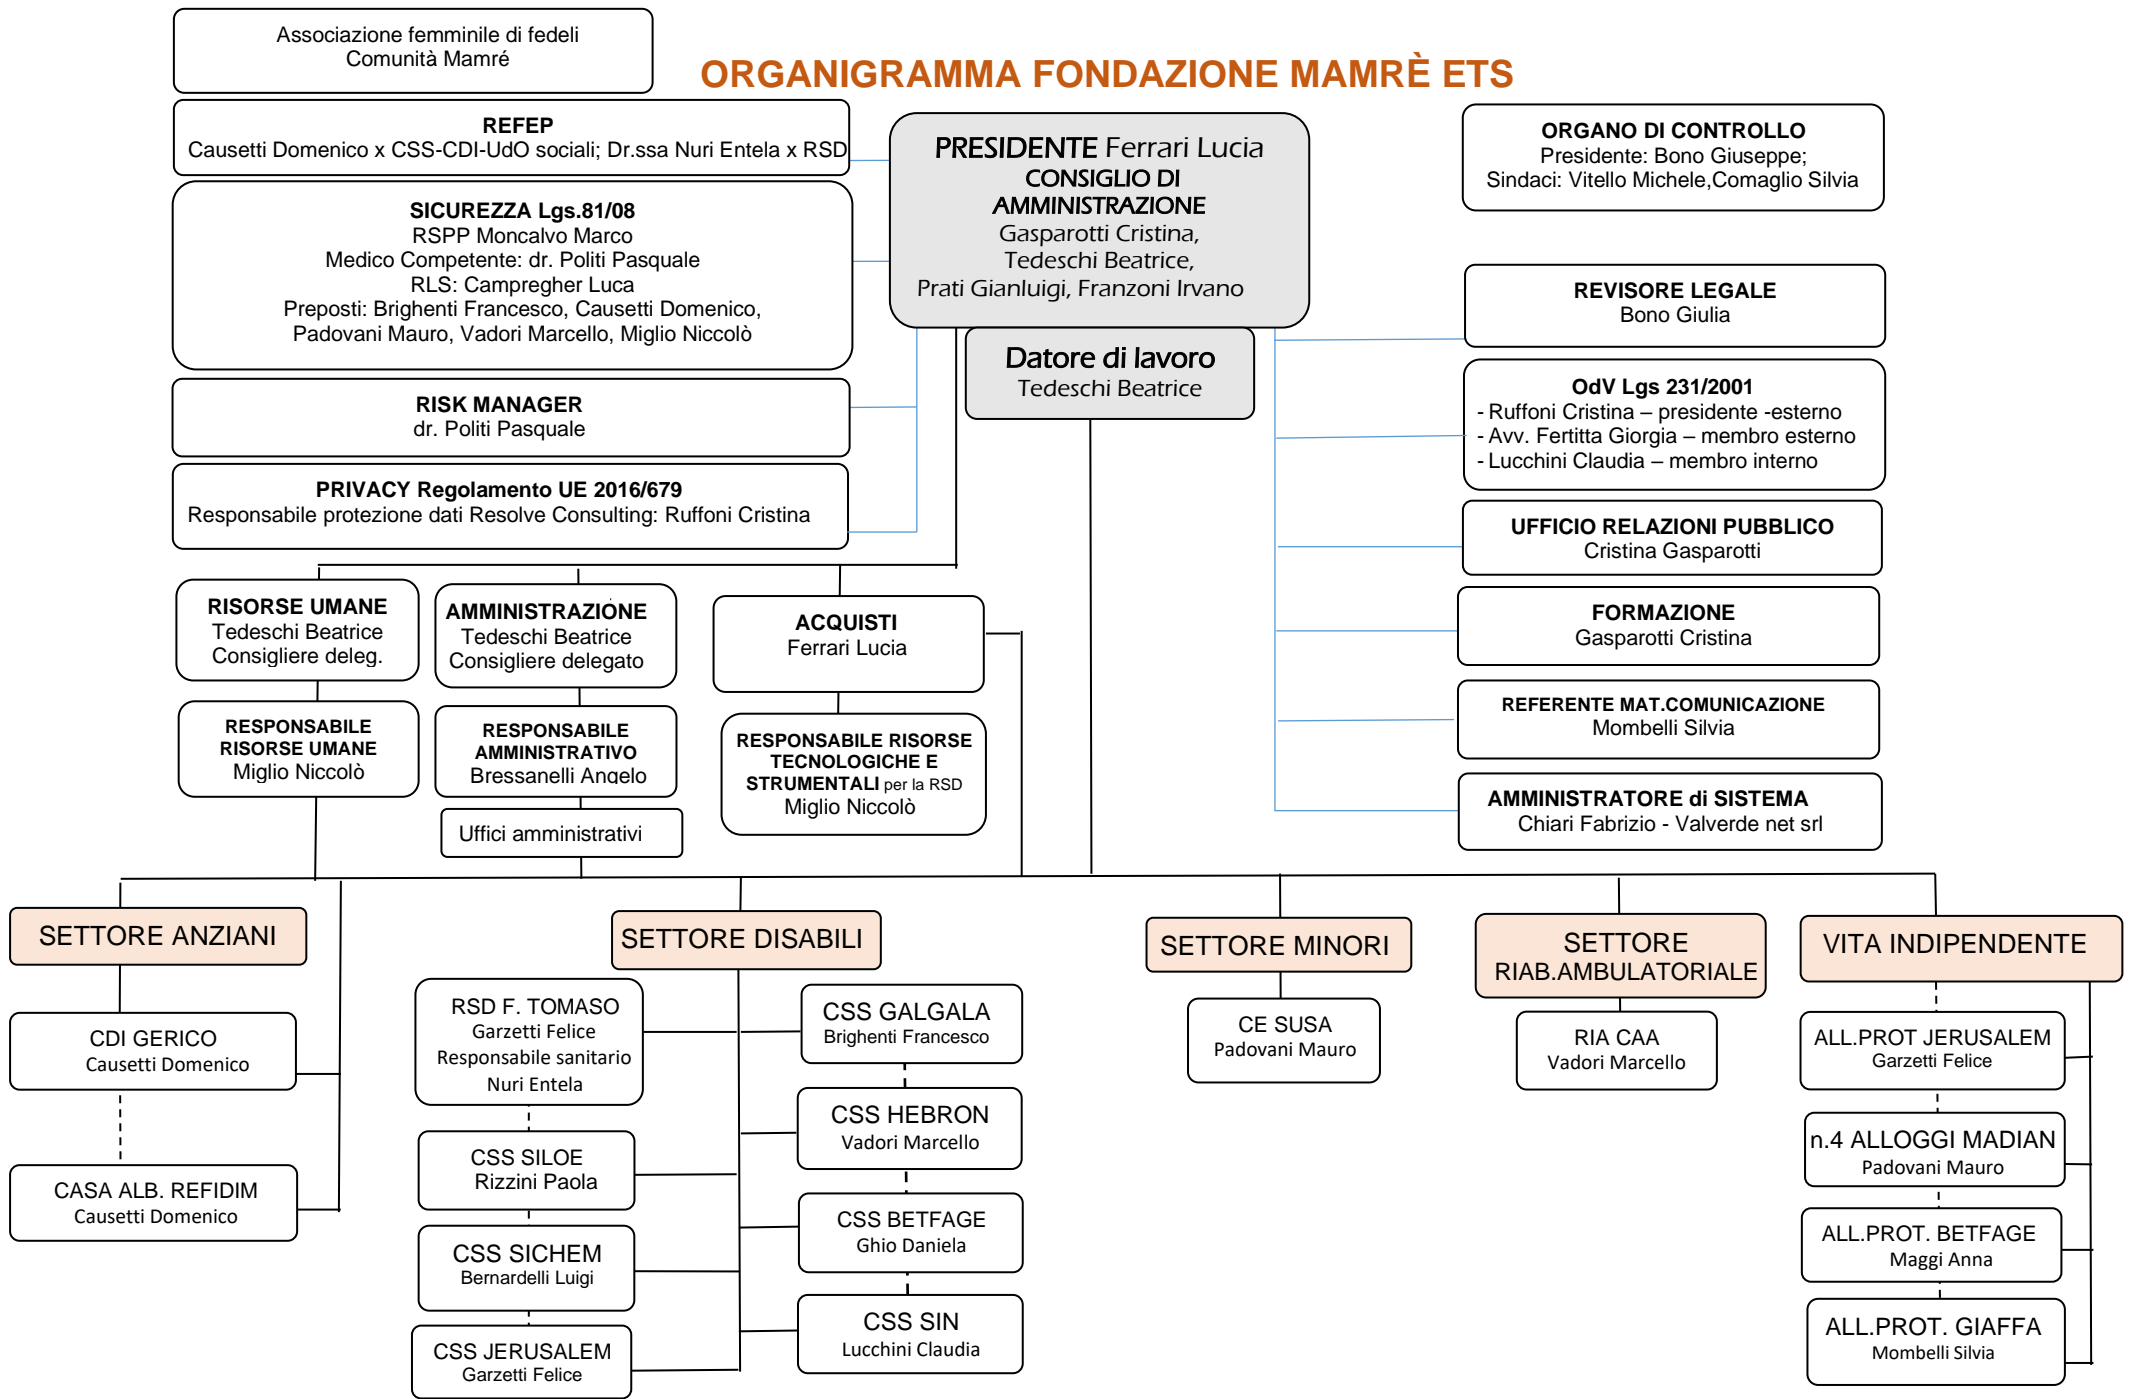 Associazione femminile di fedeli
Comunità Mamré
ORGANIGRAMMA FONDAZIONE MAMRÈ ETS
REFEP
Causetti Domenico x CSS-CDI-UdO sociali; Dr.ssa Nuri Entela x RSD
SICUREZZA Lgs.81/08
RSPP Moncalvo Marco
Medico Competente: dr. Politi Pasquale
RLS: Campregher Luca
Preposti: Brighenti Francesco, Causetti Domenico,
Padovani Mauro, Vadori Marcello, Miglio Niccolò
RISK MANAGER
dr. Politi Pasquale
PRIVACY Regolamento UE 2016/679
Responsabile protezione dati Resolve Consulting: Ruffoni Cristina
PRESIDENTE Ferrari Lucia
CONSIGLIO DI
AMMINISTRAZIONE
Gasparotti Cristina,
Tedeschi Beatrice,
Prati Gianluigi, Franzoni Irvano
Datore di lavoro
Tedeschi Beatrice
ORGANO DI CONTROLLO
Presidente: Bono Giuseppe;
Sindaci: Vitello Michele,Comaglio Silvia
REVISORE LEGALE
Bono Giulia
OdV Lgs 231/2001
- Ruffoni Cristina – presidente -esterno
- Avv. Fertitta Giorgia – membro esterno
- Lucchini Claudia – membro interno
UFFICIO RELAZIONI PUBBLICO
Cristina Gasparotti
FORMAZIONE
Gasparotti Cristina
REFERENTE MAT.COMUNICAZIONE
Mombelli Silvia
AMMINISTRATORE di SISTEMA
Chiari Fabrizio - Valverde net srl
RISORSE UMANE
Tedeschi Beatrice
Consigliere deleg.
AMMINISTRAZIONE
Tedeschi Beatrice
Consigliere delegato
ACQUISTI
Ferrari Lucia
RESPONSABILE
RISORSE UMANE
Miglio Niccolò
RESPONSABILE
AMMINISTRATIVO
Bressanelli Angelo
Uffici amministrativi
RESPONSABILE RISORSE
TECNOLOGICHE E
STRUMENTALI per la RSD
Miglio Niccolò
SETTORE ANZIANI
CDI GERICO
Causetti Domenico
CASA ALB. REFIDIM
Causetti Domenico
SETTORE DISABILI
RSD F. TOMASO
Garzetti Felice
Responsabile sanitario
Nuri Entela
CSS SILOE
Rizzini Paola
CSS SICHEM
Bernardelli Luigi
CSS JERUSALEM
Garzetti Felice
CSS GALGALA
Brighenti Francesco
CSS HEBRON
Vadori Marcello
CSS BETFAGE
Ghio Daniela
CSS SIN
Lucchini Claudia
SETTORE MINORI
CE SUSA
Padovani Mauro
SETTORE
RIAB.AMBULATORIALE
RIA CAA
Vadori Marcello
VITA INDIPENDENTE
ALL.PROT JERUSALEM
Garzetti Felice
n.4 ALLOGGI MADIAN
Padovani Mauro
ALL.PROT. BETFAGE
Maggi Anna
ALL.PROT. GIAFFA
Mombelli Silvia